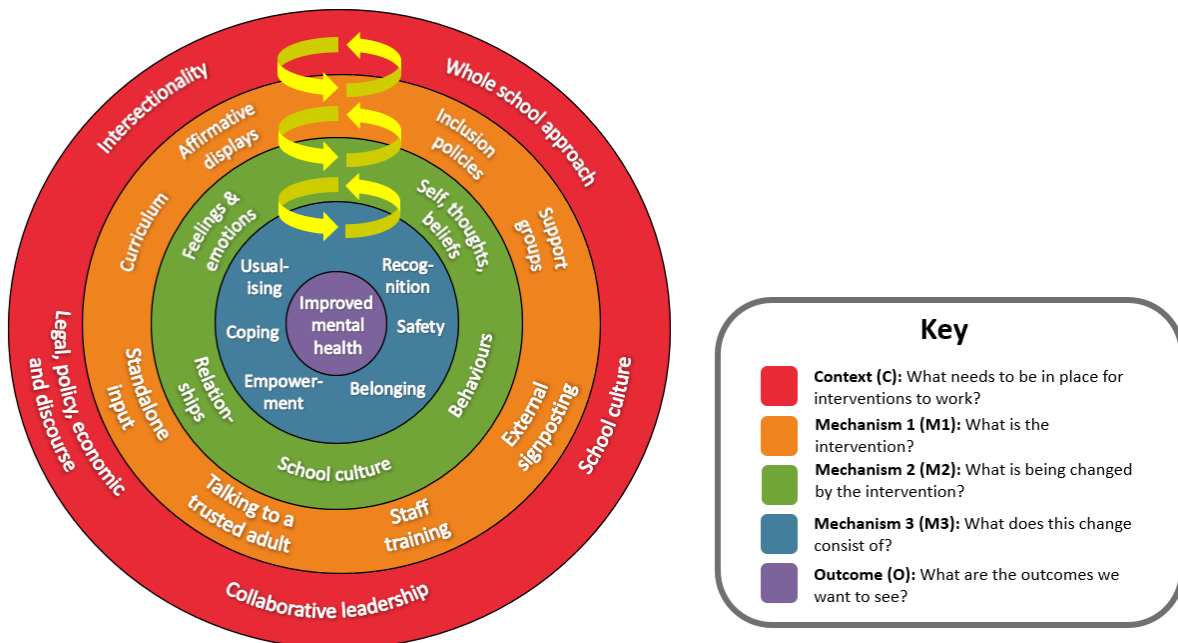 Intersectionality
Whole school approach
School culture
Collaborative leadership
Legal, policy, economic
and discourse
Affirmative
displays
Inclusion
policies
Support
groups
External
signposting
Staff
training
Talking to a
trusted adult
Standalone
input
Curriculum
Feelings &
emotions
Self, thoughts,
beliefs
Behaviours
School culture
Relation-
ships
Usual-
ising
Recog-
nition
Safety
Belonging
Empower-
ment
Coping
Improved
mental
health
Key
Context (C): What needs to be in place for
interventions to work?
Mechanism 1 (M1): What is the
intervention?
Mechanism 2 (M2): What is being changed
by the intervention?
Mechanism 3 (M3): What does this change
consist of?
Outcome (O): What are the outcomes we
want to see?